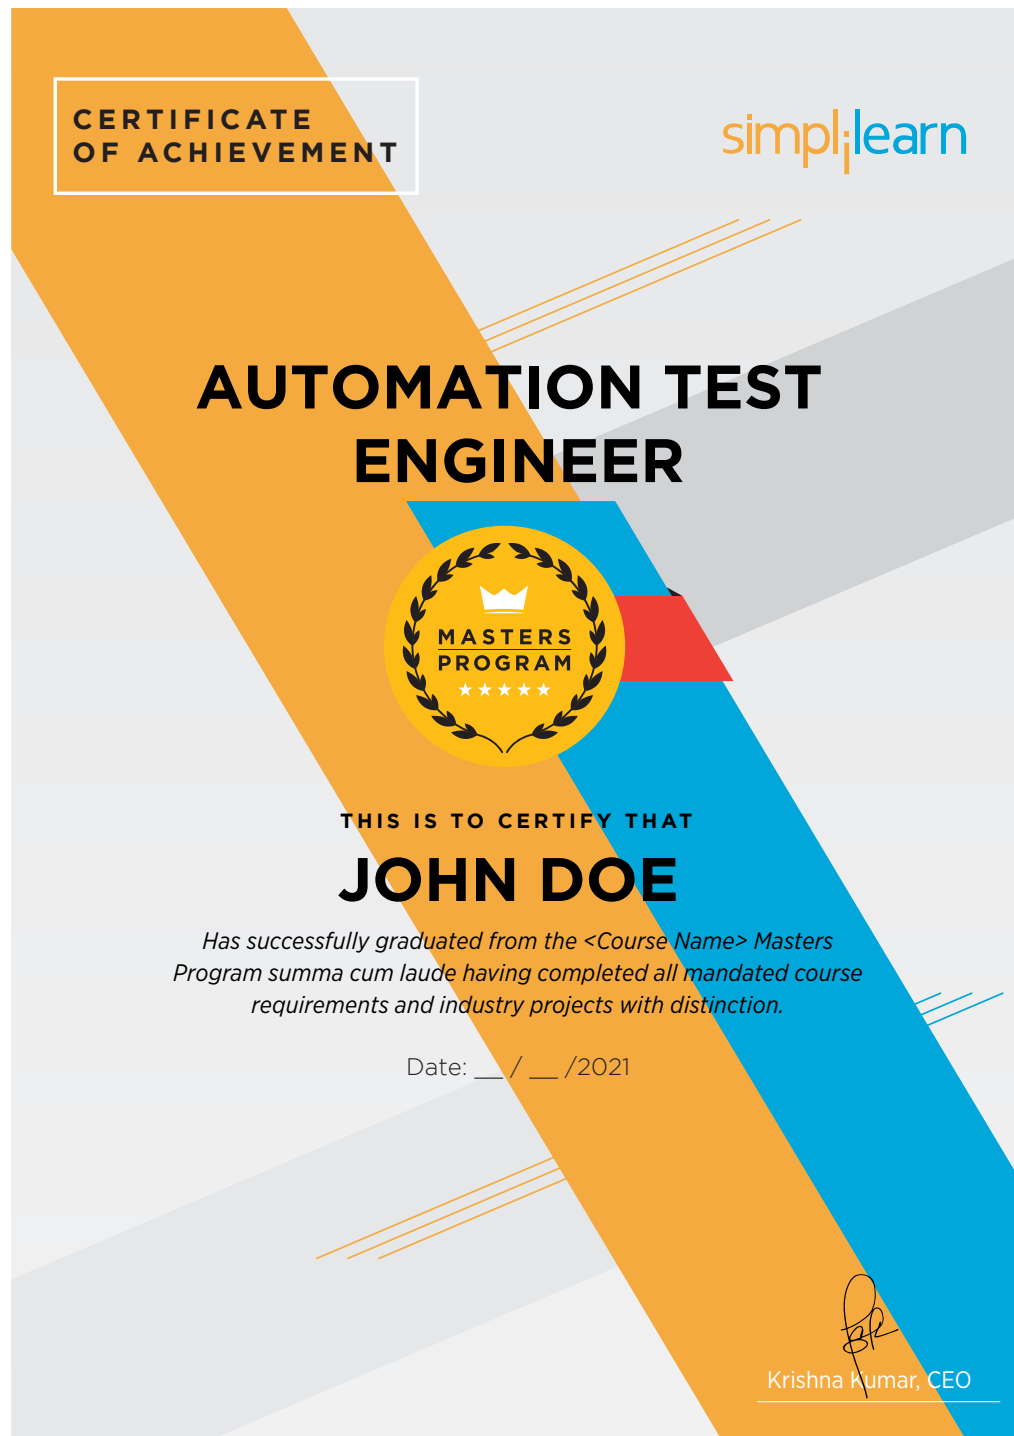 CERTIFICATE
OF ACHIEVEMENT
simplilearn
AUTOMATION TEST
ENGINEER
MASTERS
PROGRAM
THIS IS TO CERTIFY THAT
JOHN DOE
Has successfully graduated from the <Course Name> Masters
Program summa cum laude having completed all mandated course
requirements and industry projects with distinction.
Date: __ / __ /2021
Krishna Kumar, CEO